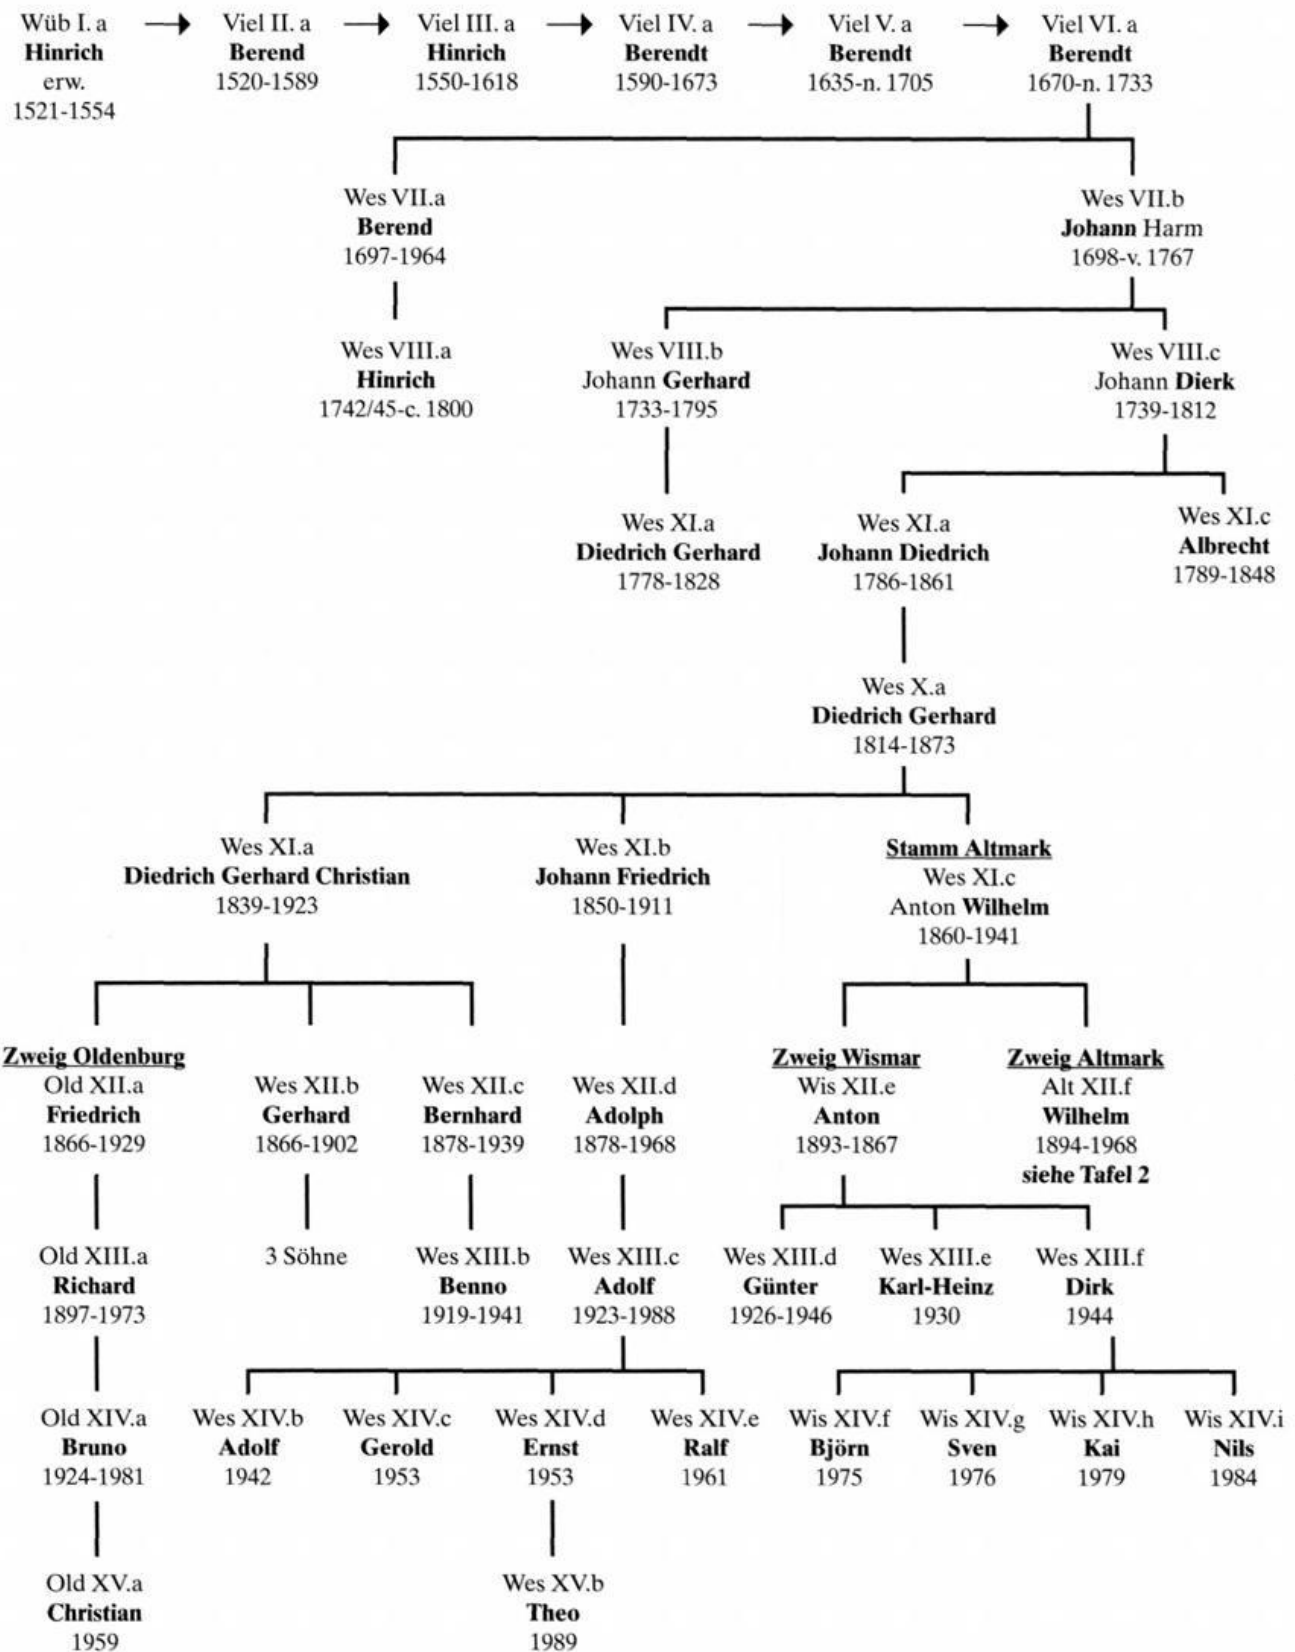 Wüb I. a
Hinrich
erw.
1521-1554
Viel II. a
Berend
1520-1589
Viel III. a
Hinrich
1550-1618
Viel IV. a
Berendt
1590-1673
Viel V. a
Berendt
1635-n. 1705
Viel VI. a
Berendt
1670-n. 1733
Wes VII.a
Berend
1697-1964
Wes VII.b
Johann Harm
1698-v. 1767
Wes VIII.a
Hinrich
1742/45-c. 1800
Wes VIII.b
Johann Gerhard
1733-1795
Wes VIII.c
Johann Dierk
1739-1812
Wes XI.a
Diedrich Gerhard
1778-1828
Wes XI.a
Johann Diedrich
1786-1861
Wes XI.c
Albrecht
1789-1848
Wes X.a
Diedrich Gerhard
1814-1873
Wes XI.a
Diedrich Gerhard Christian
1839-1923
Wes XI.b
Johann Friedrich
1850-1911
Stamm Altmark
Wes XI.c
Anton Wilhelm
1860-1941
Zweig Oldenburg
Old XII.a
Friedrich
1866-1929
Wes XII.b
Gerhard
1866-1902
Wes XII.c
Bernhard
1878-1939
Wes XII.d
Adolph
1878-1968
Zweig Wismar
Wis XII.e
Anton
1893-1867
Zweig Altmark
Alt XII.f
Wilhelm
1894-1968
siehe Tafel 2
Old XIII.a
Richard
1897-1973
3 Söhne
Wes XIII.b
Benno
1919-1941
Wes XIII.c
Adolf
1923-1988
Wes XIII.d
Günter
1926-1946
Wes XIII.e
Karl-Heinz
1930
Wes XIII.f
Dirk
1944
Old XIV.a
Bruno
1924-1981
Wes XIV.b
Adolf
1942
Wes XIV.c
Gerold
1953
Wes XIV.d
Ernst
1953
Wes XIV.e
Ralf
1961
Wis XIV.f
Björn
1975
Wis XIV.g
Sven
1976
Wis XIV.h
Kai
1979
Wis XIV.i
Nils
1984
Old XV.a
Christian
1959
Wes XV.b
Theo
1989